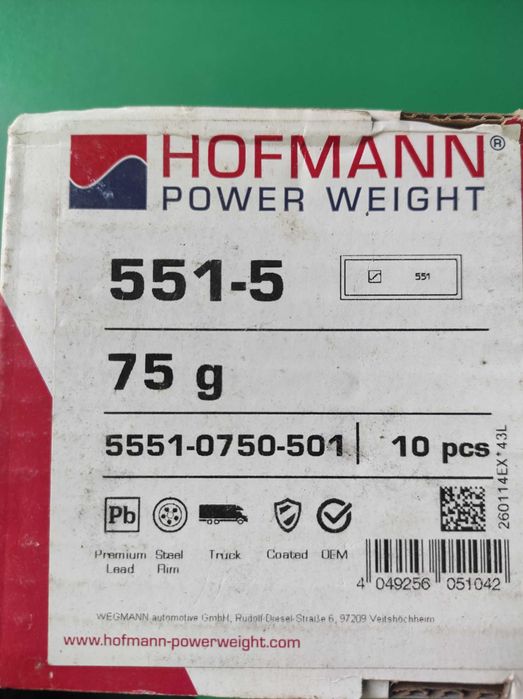 HOFMANN®
POWER WEIGHT
551-5
551
75 g
5551-0750-501 | 10 pcs
260114EX*43L
Pb
Premium Lead
Steel Rim
Truck
Coated
OEM
4 049256 051042
WEGMANN automotive GmbH, Rudolf-Diesel-Straße 6, 97209 Veitshöchheim
www.hofmann-powerweight.com